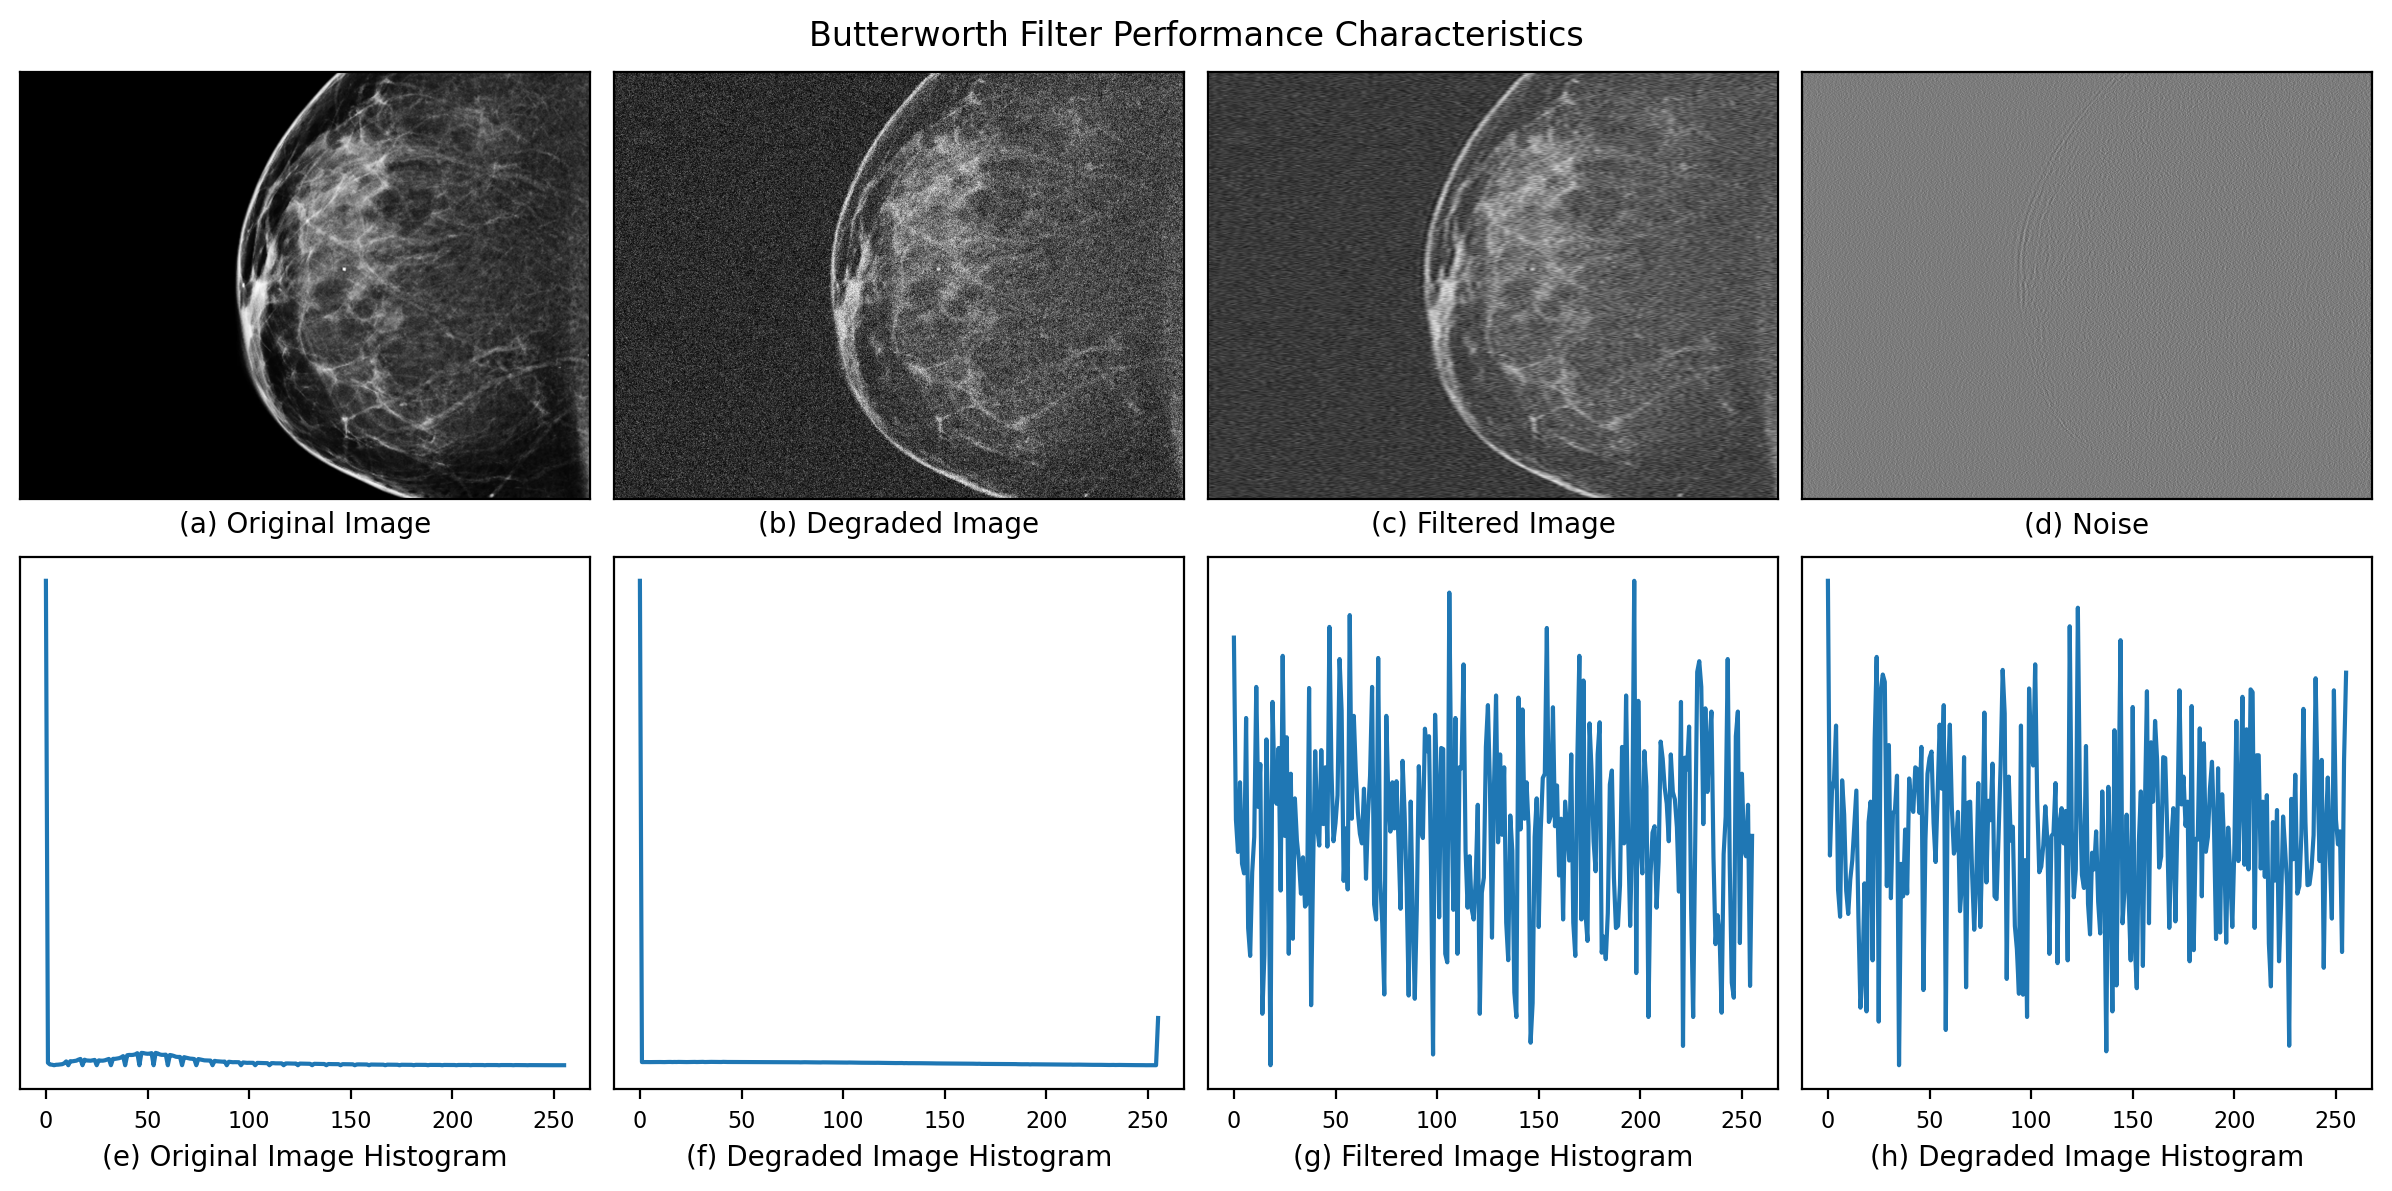 Butterworth Filter Performance Characteristics
(a) Original Image
(b) Degraded Image
(c) Filtered Image
(d) Noise
0 50 100 150 200 250
(e) Original Image Histogram
0 50 100 150 200 250
(f) Degraded Image Histogram
0 50 100 150 200 250
(g) Filtered Image Histogram
0 50 100 150 200 250
(h) Degraded Image Histogram